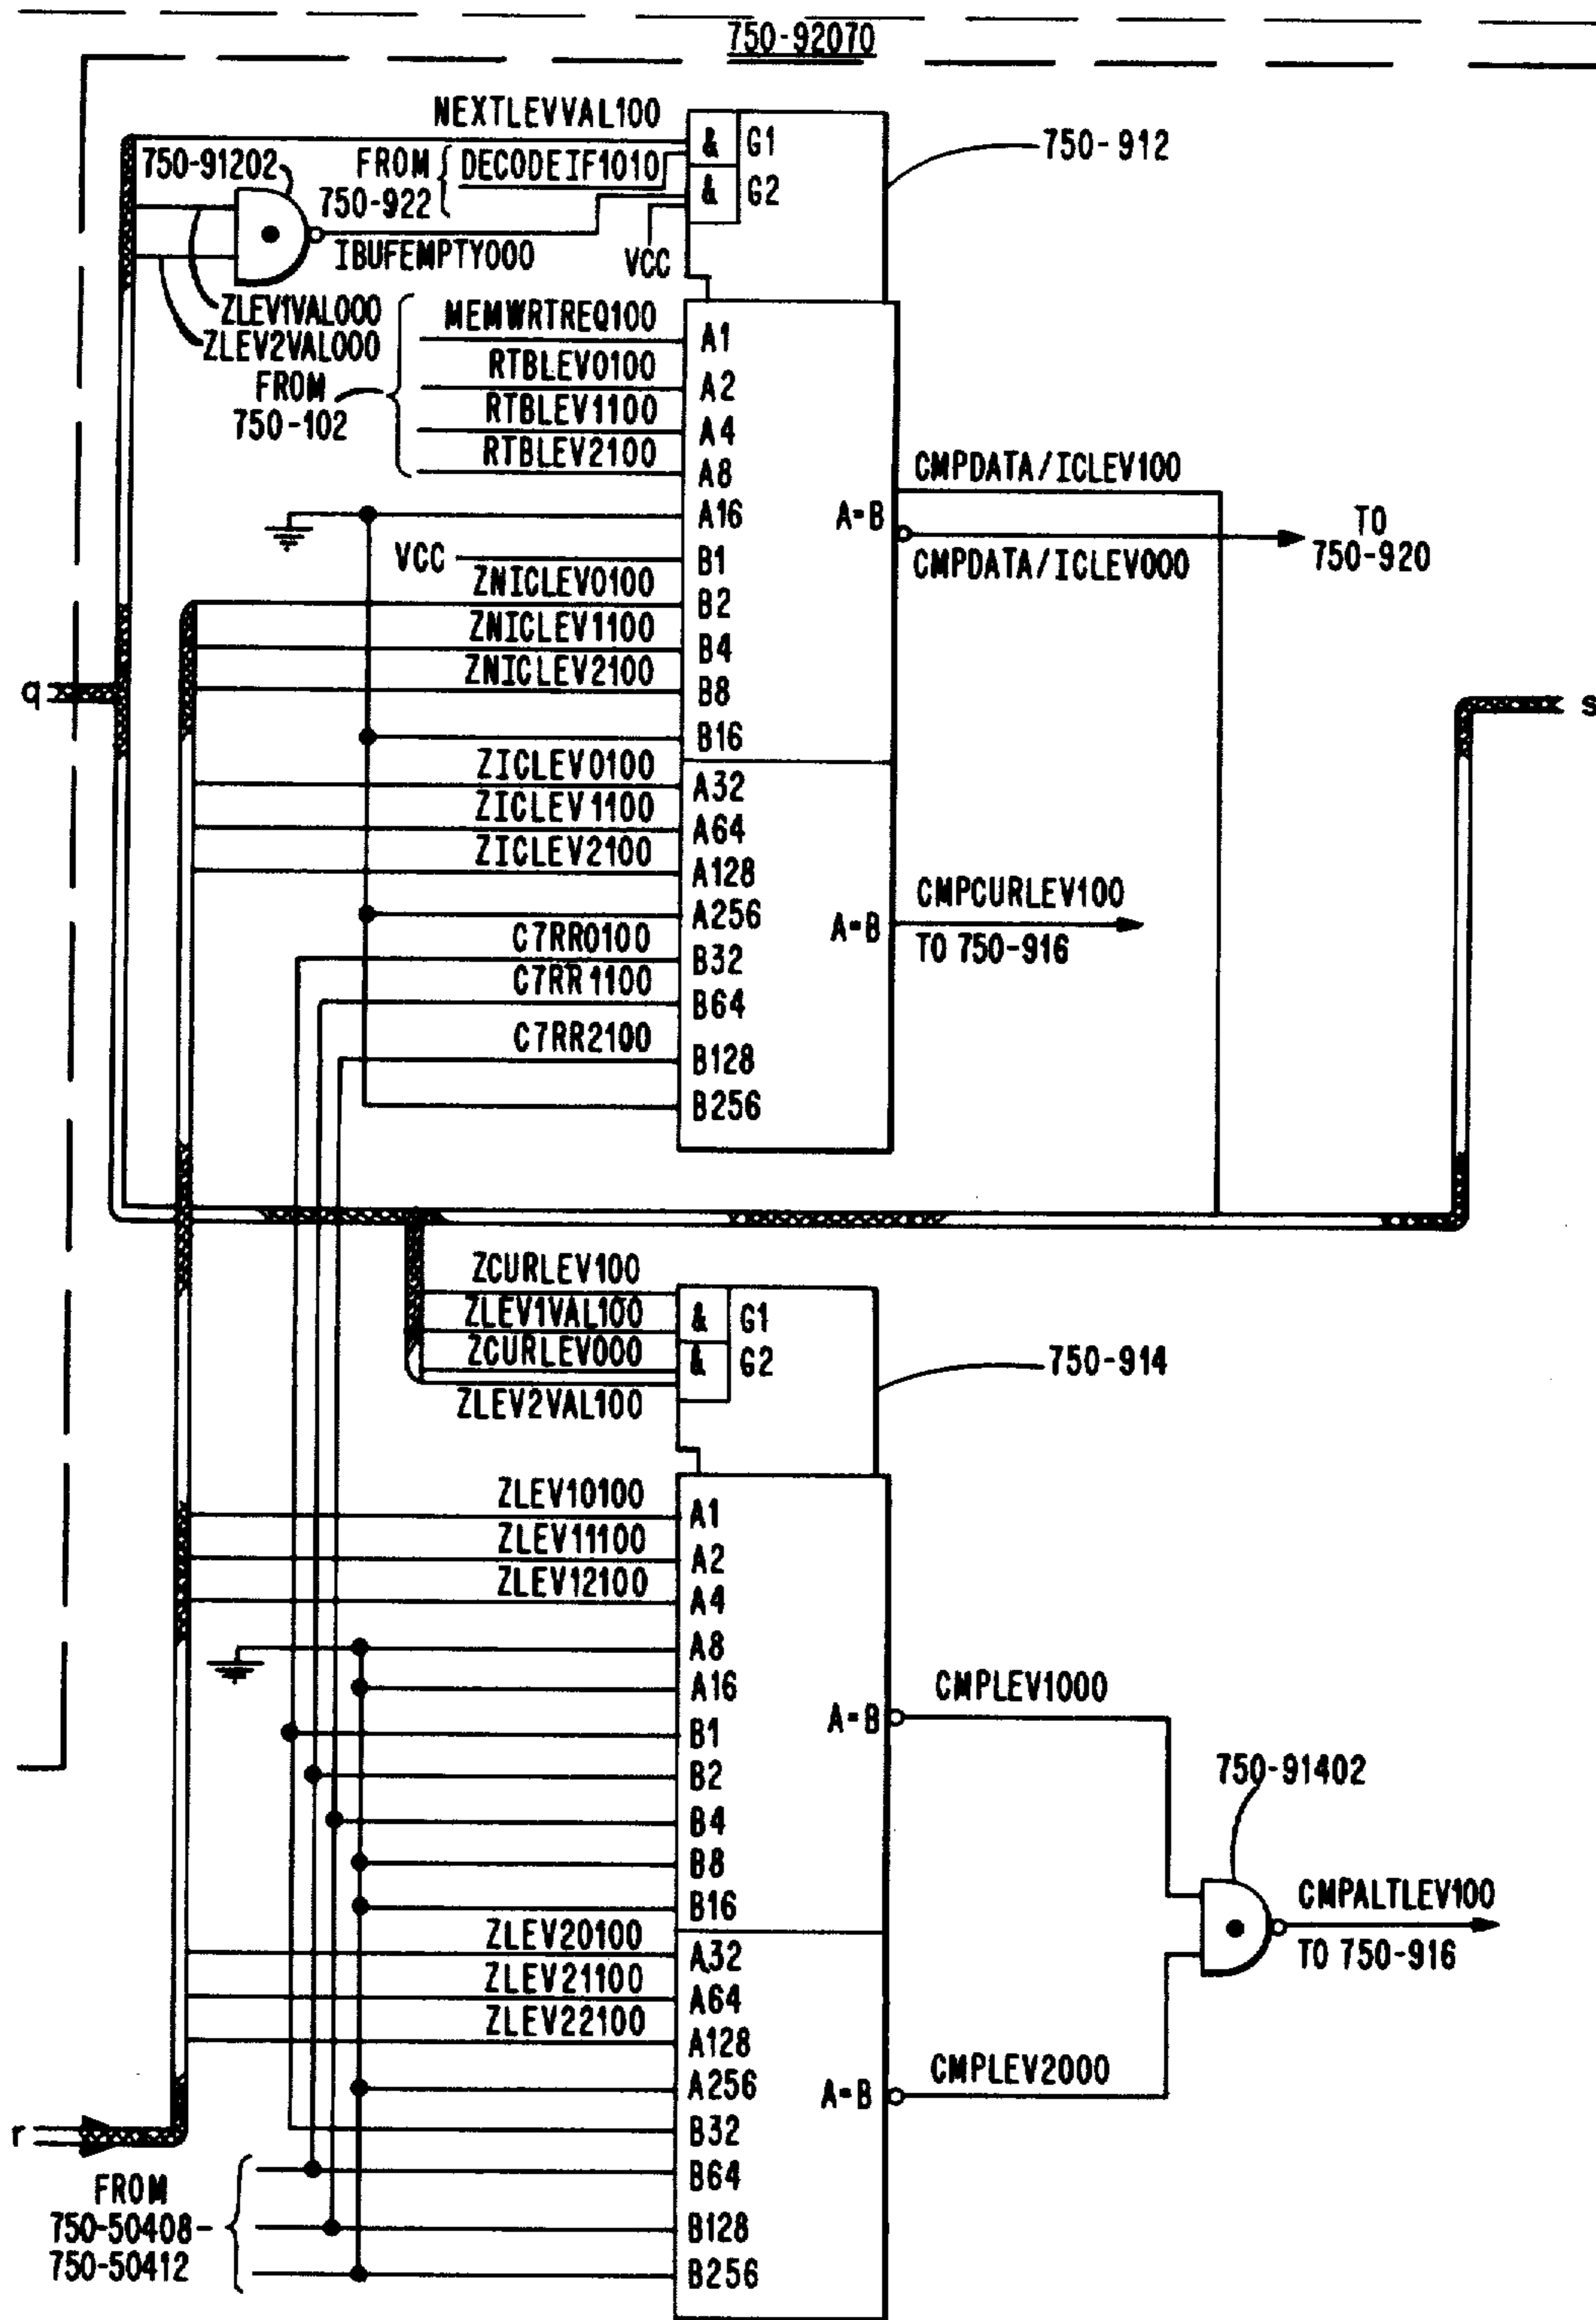 750-92070
NEXTLEVVAL100
& G1
750-912
750-91202
FROM
750-922
DECODEIF1010
& G2
IBUFEMPTY000
VCC
ZLEV1VAL000
ZLEV2VAL000
FROM
750-102
MEMWRTREQ100
A1
RTBLEV0100
A2
RTBLEV1100
A4
RTBLEV2100
A8
CMPDATA/ICLEV100
A16
A=B
TO
750-920
VCC
B1
CMPDATA/ICLEV000
ZNICLEV0100
B2
ZNICLEV1100
B4
ZNICLEV2100
B8
q
s
B16
ZICLEV0100
A32
ZICLEV1100
A64
ZICLEV2100
A128
CMPCURLEV100
A256
A=B
TO 750-916
C7RR0100
B32
C7RR1100
B64
C7RR2100
B128
B256
ZCURLEV100
ZLEV1VAL100
& G1
ZCURLEV000
& G2
750-914
ZLEV2VAL100
ZLEV10100
A1
ZLEV11100
A2
ZLEV12100
A4
A8
A16
CMPLEV1000
A=B
B1
B2
750-91402
B4
B8
B16
CMPALTLEV100
TO 750-916
ZLEV20100
A32
ZLEV21100
A64
ZLEV22100
A128
CMPLEV2000
A256
A=B
r
B32
FROM
750-50408-
750-50412
B64
B128
B256